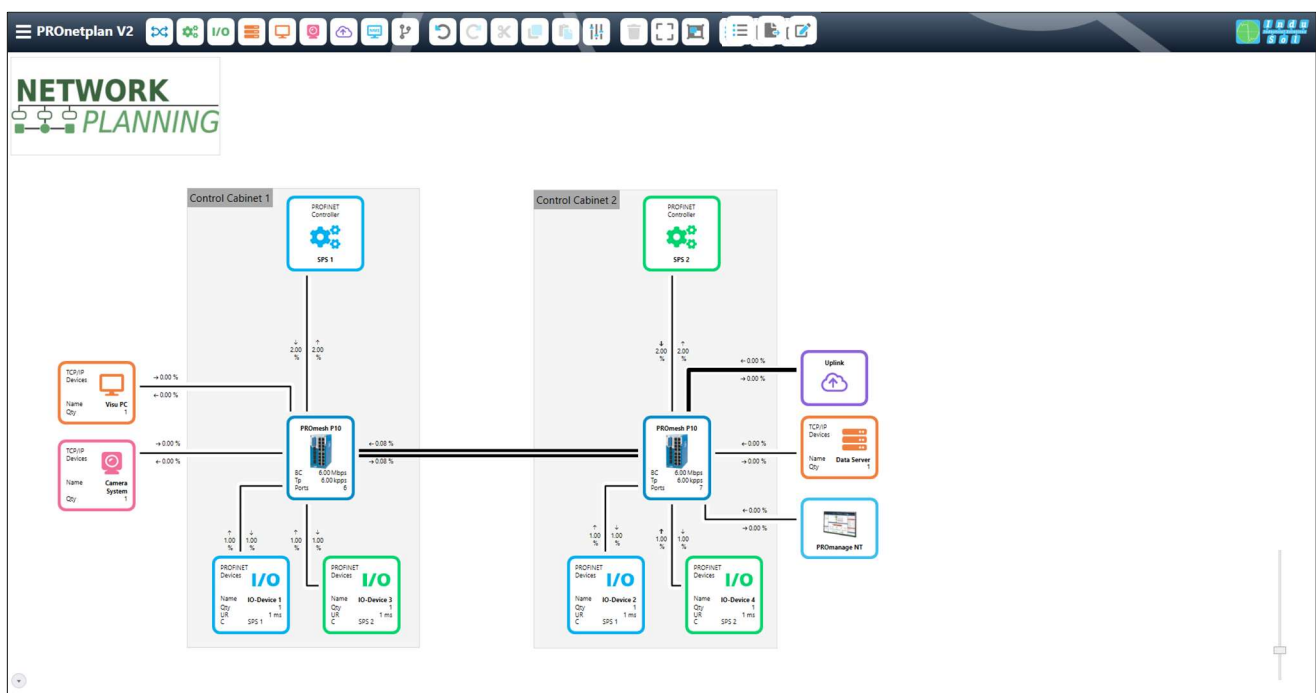 PROnetplan V2
I/O
Indu
Sol
NETWORK
PLANNING
Control Cabinet 1
PROFINET
Controller
SPS 1
Control Cabinet 2
PROFINET
Controller
SPS 2
↓ ↑
2.00 2.00
% %
↓ ↑
2.00 2.00
% %
TCP/IP
Devices
Name Visu PC
Qty 1
→ 0.00 %
← 0.00 %
TCP/IP
Devices
Name Camera
System
Qty 1
→ 0.00 %
← 0.00 %
PROmesh P10
BC 6.00 Mbps
Tp 6.00 kpps
Ports 6
← 0.08 %
→ 0.08 %
PROmesh P10
BC 6.00 Mbps
Tp 6.00 kpps
Ports 7
← 0.00 %
→ 0.00 %
Uplink
← 0.00 %
→ 0.00 %
TCP/IP
Devices
Name Data Server
Qty 1
← 0.00 %
→ 0.00 %
PROmanage NT
↑ ↓
1.00 1.00
% %
↑ ↓
1.00 1.00
% %
↑ ↓
1.00 1.00
% %
↑ ↓
1.00 1.00
% %
PROFINET
Devices
I/O
Name IO-Device 1
Qty 1
UR 1 ms
C SPS 1
PROFINET
Devices
I/O
Name IO-Device 3
Qty 1
UR 1 ms
C SPS 2
PROFINET
Devices
I/O
Name IO-Device 2
Qty 1
UR 1 ms
C SPS 1
PROFINET
Devices
I/O
Name IO-Device 4
Qty 1
UR 1 ms
C SPS 2